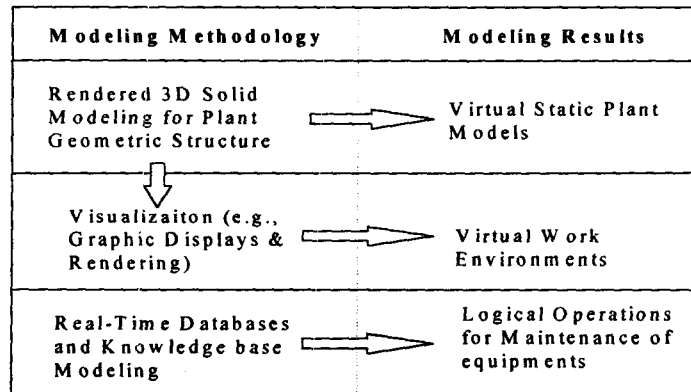 Modeling Methodology
Modeling Results
Rendered 3D Solid
Modeling for Plant
Geometric Structure
Virtual Static Plant
Models
Visualizaiton (e.g.,
Graphic Displays &
Rendering)
Virtual Work
Environments
Real-Time Databases
and Knowledge base
Modeling
Logical Operations
for Maintenance of
equipments